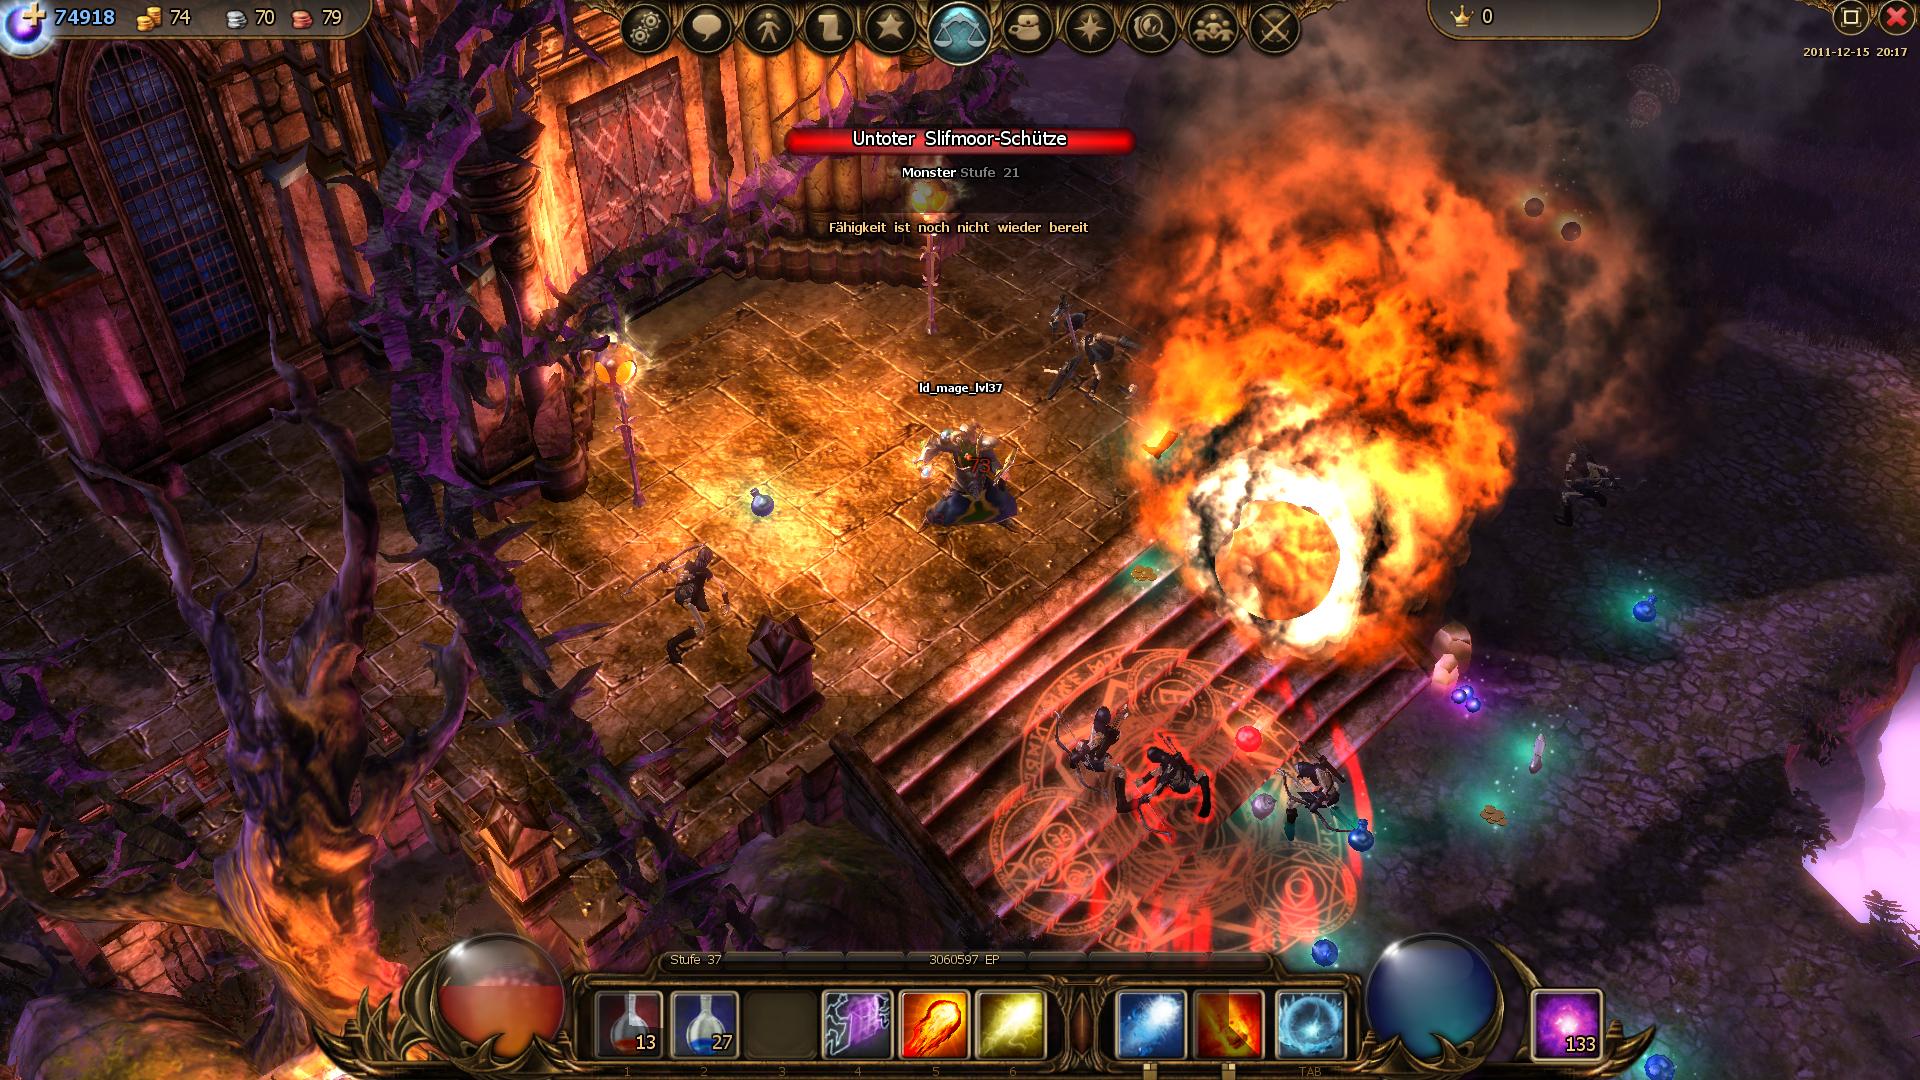 74918 74 70 79
0
2011-12-15 20:17
Untoter Slifmoor-Schütze
Monster Stufe 21
Fähigkeit ist noch nicht wieder bereit
ld_mage_lvl37
73
Stufe 37 3060597 EP
13 27 133
1 2 3 4 5 6 TAB